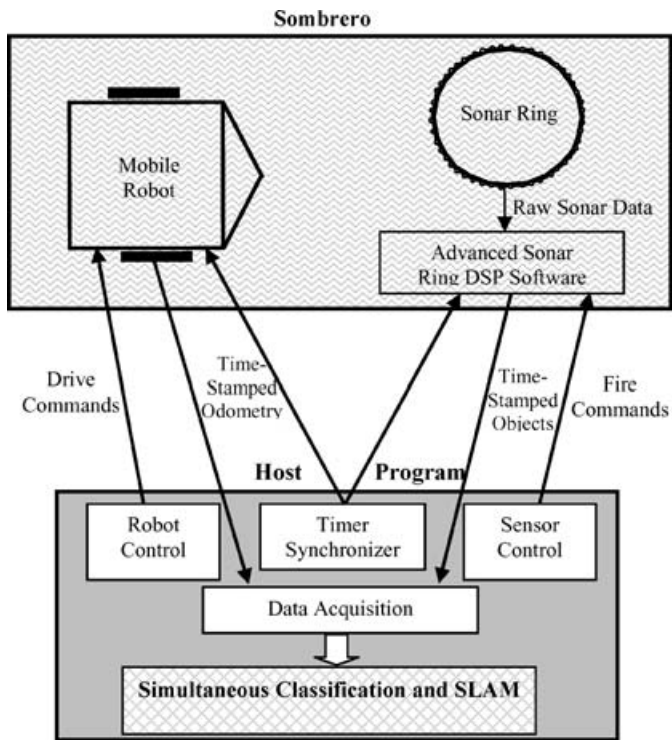 Sombrero
Mobile
Robot
Sonar Ring
Raw Sonar Data
Advanced Sonar
Ring DSP Software
Drive
Commands
Time-
Stamped
Odometry
Time-
Stamped
Objects
Fire
Commands
Host Program
Robot
Control
Timer
Synchronizer
Sensor
Control
Data Acquisition
Simultaneous Classification and SLAM